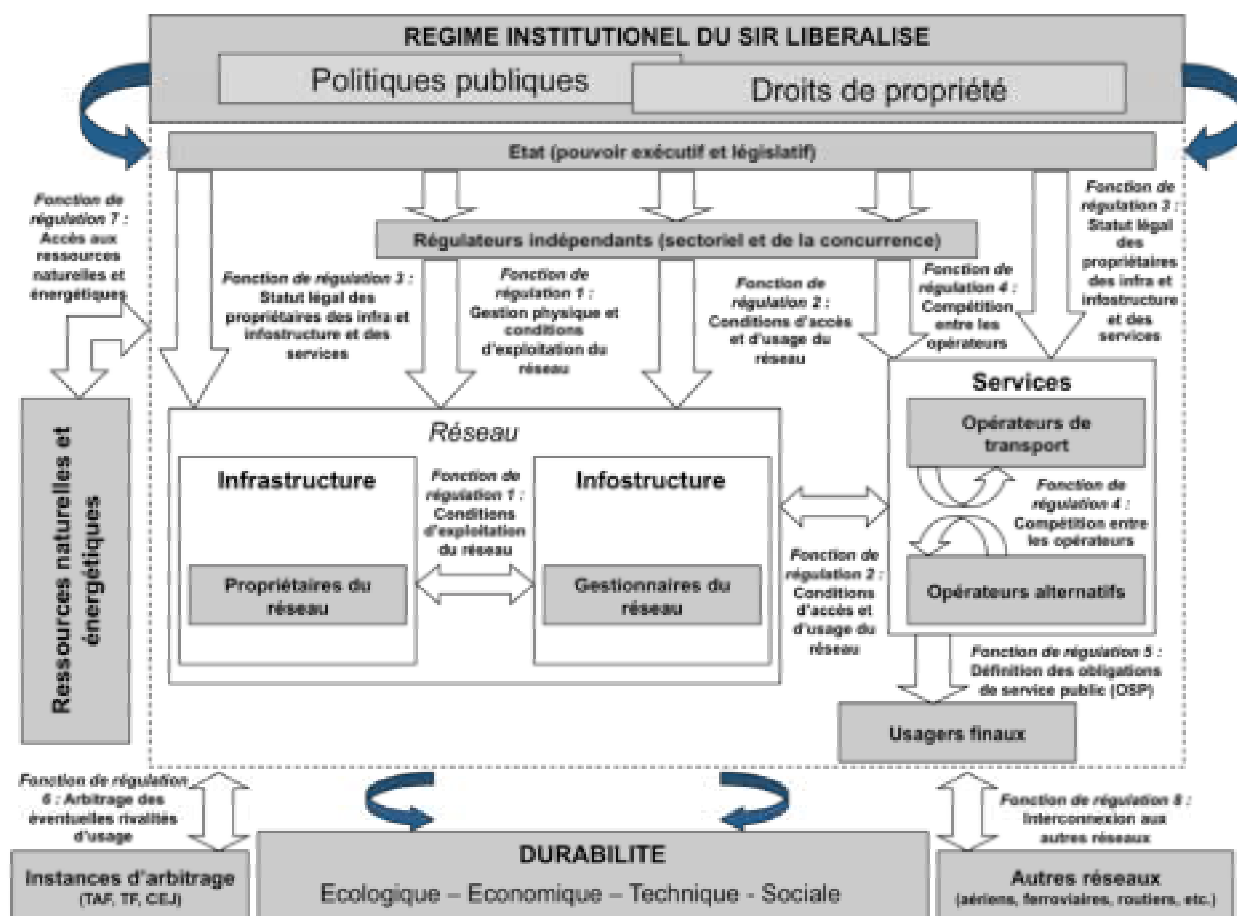 REGIME INSTITUTIONEL DU SIR LIBERALISE
Politiques publiques
Droits de propriété
Etat (pouvoir exécutif et législatif)
Régulateurs indépendants (sectoriel et de la concurrence)
Fonction de
régulation 7 :
Accès aux
ressources
naturelles et
énergétiques
Fonction de régulation 3 :
Statut légal des
propriétaires des infra et
infostructure et des
services
Fonction de
régulation 1 :
Gestion physique et
conditions
d'exploitation du
réseau
Fonction de
régulation 2 :
Conditions d'accès
et d'usage du
réseau
Fonction de
régulation 4 :
Compétition
entre les
opérateurs
Fonction de
régulation 3 :
Statut légal
des
propriétaires
des infra et
infostructure
et des
services
Ressources naturelles et
énergétiques
Réseau
Infrastructure
Propriétaires du
réseau
Fonction de
régulation 1 :
Conditions
d'exploitation
du réseau
Infostructure
Gestionnaires du
réseau
Fonction de
régulation 2 :
Conditions
d'accès et
d'usage du
réseau
Services
Opérateurs de
transport
Fonction de
régulation 4 :
Compétition entre
les opérateurs
Opérateurs alternatifs
Fonction de régulation 5 :
Définition des obligations
de service public (OSP)
Usagers finaux
Fonction de régulation
6 : Arbitrage des
éventuelles rivalités
d'usage
Instances d'arbitrage
(TAF, TF, CEJ)
DURABILITE
Ecologique – Economique – Technique - Sociale
Fonction de régulation 8 :
Interconnexion aux
autres réseaux
Autres réseaux
(aériens, ferroviaires, routiers, etc.)